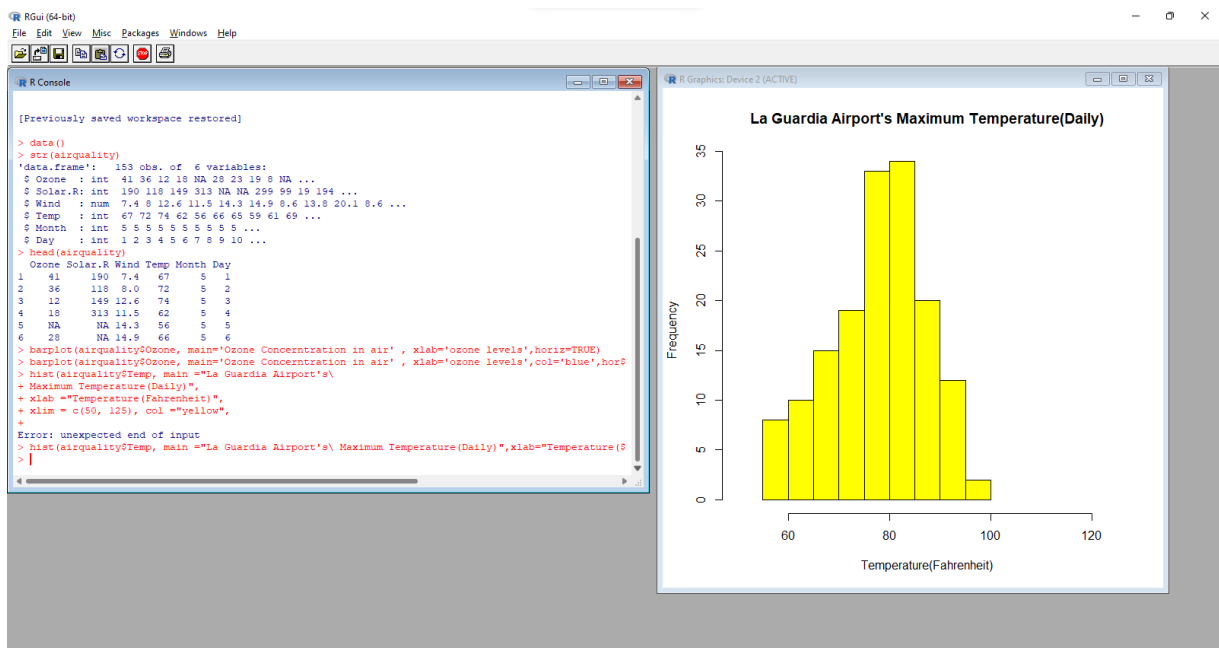 RGui (64-bit)
File Edit View Misc Packages Windows Help
STOP
R Console
[Previously saved workspace restored]
> data()
> str(airquality)
'data.frame':   153 obs. of  6 variables:
 $ Ozone  : int  41 36 12 18 NA 28 23 19 8 NA ...
 $ Solar.R: int  190 118 149 313 NA NA 299 99 19 194 ...
 $ Wind   : num  7.4 8 12.6 11.5 14.3 14.9 8.6 13.8 20.1 8.6 ...
 $ Temp   : int  67 72 74 62 56 66 65 59 61 69 ...
 $ Month  : int  5 5 5 5 5 5 5 5 5 5 ...
 $ Day    : int  1 2 3 4 5 6 7 8 9 10 ...
> head(airquality)
  Ozone Solar.R Wind Temp Month Day
1    41     190  7.4   67     5   1
2    36     118  8.0   72     5   2
3    12     149 12.6   74     5   3
4    18     313 11.5   62     5   4
5    NA      NA 14.3   56     5   5
6    28      NA 14.9   66     5   6
> barplot(airquality$Ozone, main='Ozone Concerntration in air' , xlab='ozone levels',horiz=TRUE)
> barplot(airquality$Ozone, main='Ozone Concerntration in air' , xlab='ozone levels',col='blue',hor$
> hist(airquality$Temp, main ="La Guardia Airport's\
+ Maximum Temperature(Daily)",
+ xlab ="Temperature(Fahrenheit)",
+ xlim = c(50, 125), col ="yellow",
+
Error: unexpected end of input
> hist(airquality$Temp, main ="La Guardia Airport's\ Maximum Temperature(Daily)",xlab="Temperature($
>
R Graphics: Device 2 (ACTIVE)
La Guardia Airport's Maximum Temperature(Daily)
Frequency
35
30
25
20
15
10
5
0
60 80 100 120
Temperature(Fahrenheit)